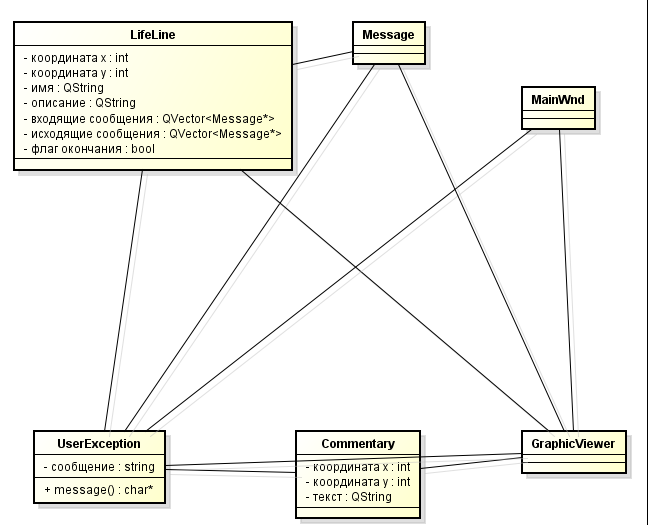 LifeLine
- координата x : int
- координата y : int
- имя : QString
- описание : QString
- входящие сообщения : QVector<Message*>
- исходящие сообщения : QVector<Message*>
- флаг окончания : bool
Message
MainWnd
UserException
- сообщение : string
+ message() : char*
Commentary
- координата x : int
- координата y : int
- текст : QString
GraphicViewer